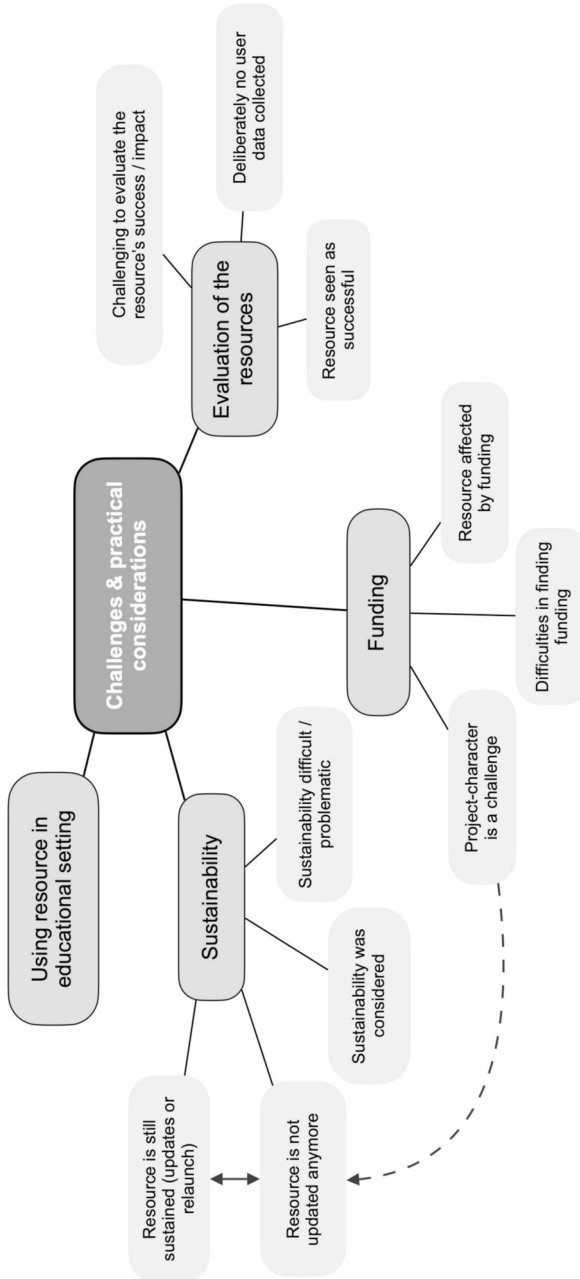 Challenges & practical
considerations
Using resource in
educational setting
Sustainability
Resource is still
sustained (updates or
relaunch)
Resource is not
updated anymore
Sustainability was
considered
Sustainability difficult /
problematic
Funding
Project-character
is a challenge
Difficulties in finding
funding
Resource affected
by funding
Evaluation of the
resources
Challenging to evaluate the
resource's success / impact
Deliberately no user
data collected
Resource seen as
successful